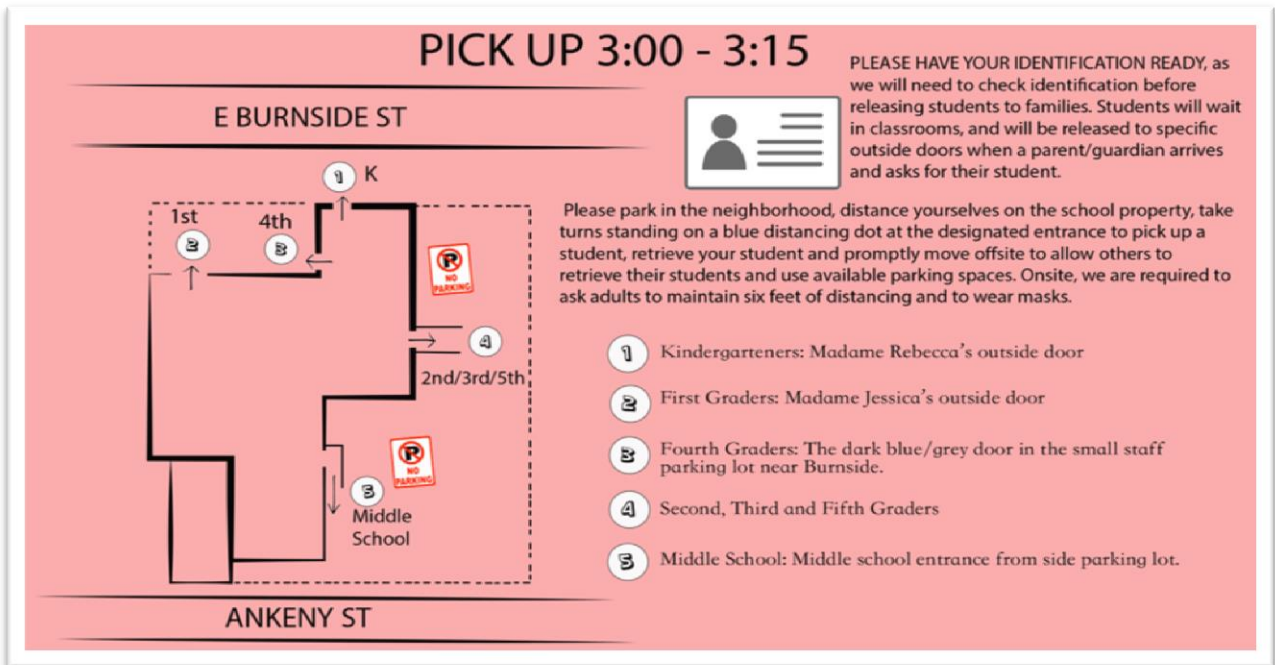 PICK UP 3:00 - 3:15
PLEASE HAVE YOUR IDENTIFICATION READY, as
we will need to check identification before
releasing students to families. Students will wait
in classrooms, and will be released to specific
outside doors when a parent/guardian arrives
and asks for their student.
E BURNSIDE ST
1 K
1st
2
4th
3
P
NO
PARKING
4
2nd/3rd/5th
P
NO
PARKING
5
Middle
School
ANKENY ST
Please park in the neighborhood, distance yourselves on the school property, take
turns standing on a blue distancing dot at the designated entrance to pick up a
student, retrieve your student and promptly move offsite to allow others to
retrieve their students and use available parking spaces. Onsite, we are required to
ask adults to maintain six feet of distancing and to wear masks.
1 Kindergarteners: Madame Rebecca's outside door
2 First Graders: Madame Jessica's outside door
3 Fourth Graders: The dark blue/grey door in the small staff
parking lot near Burnside.
4 Second, Third and Fifth Graders
5 Middle School: Middle school entrance from side parking lot.